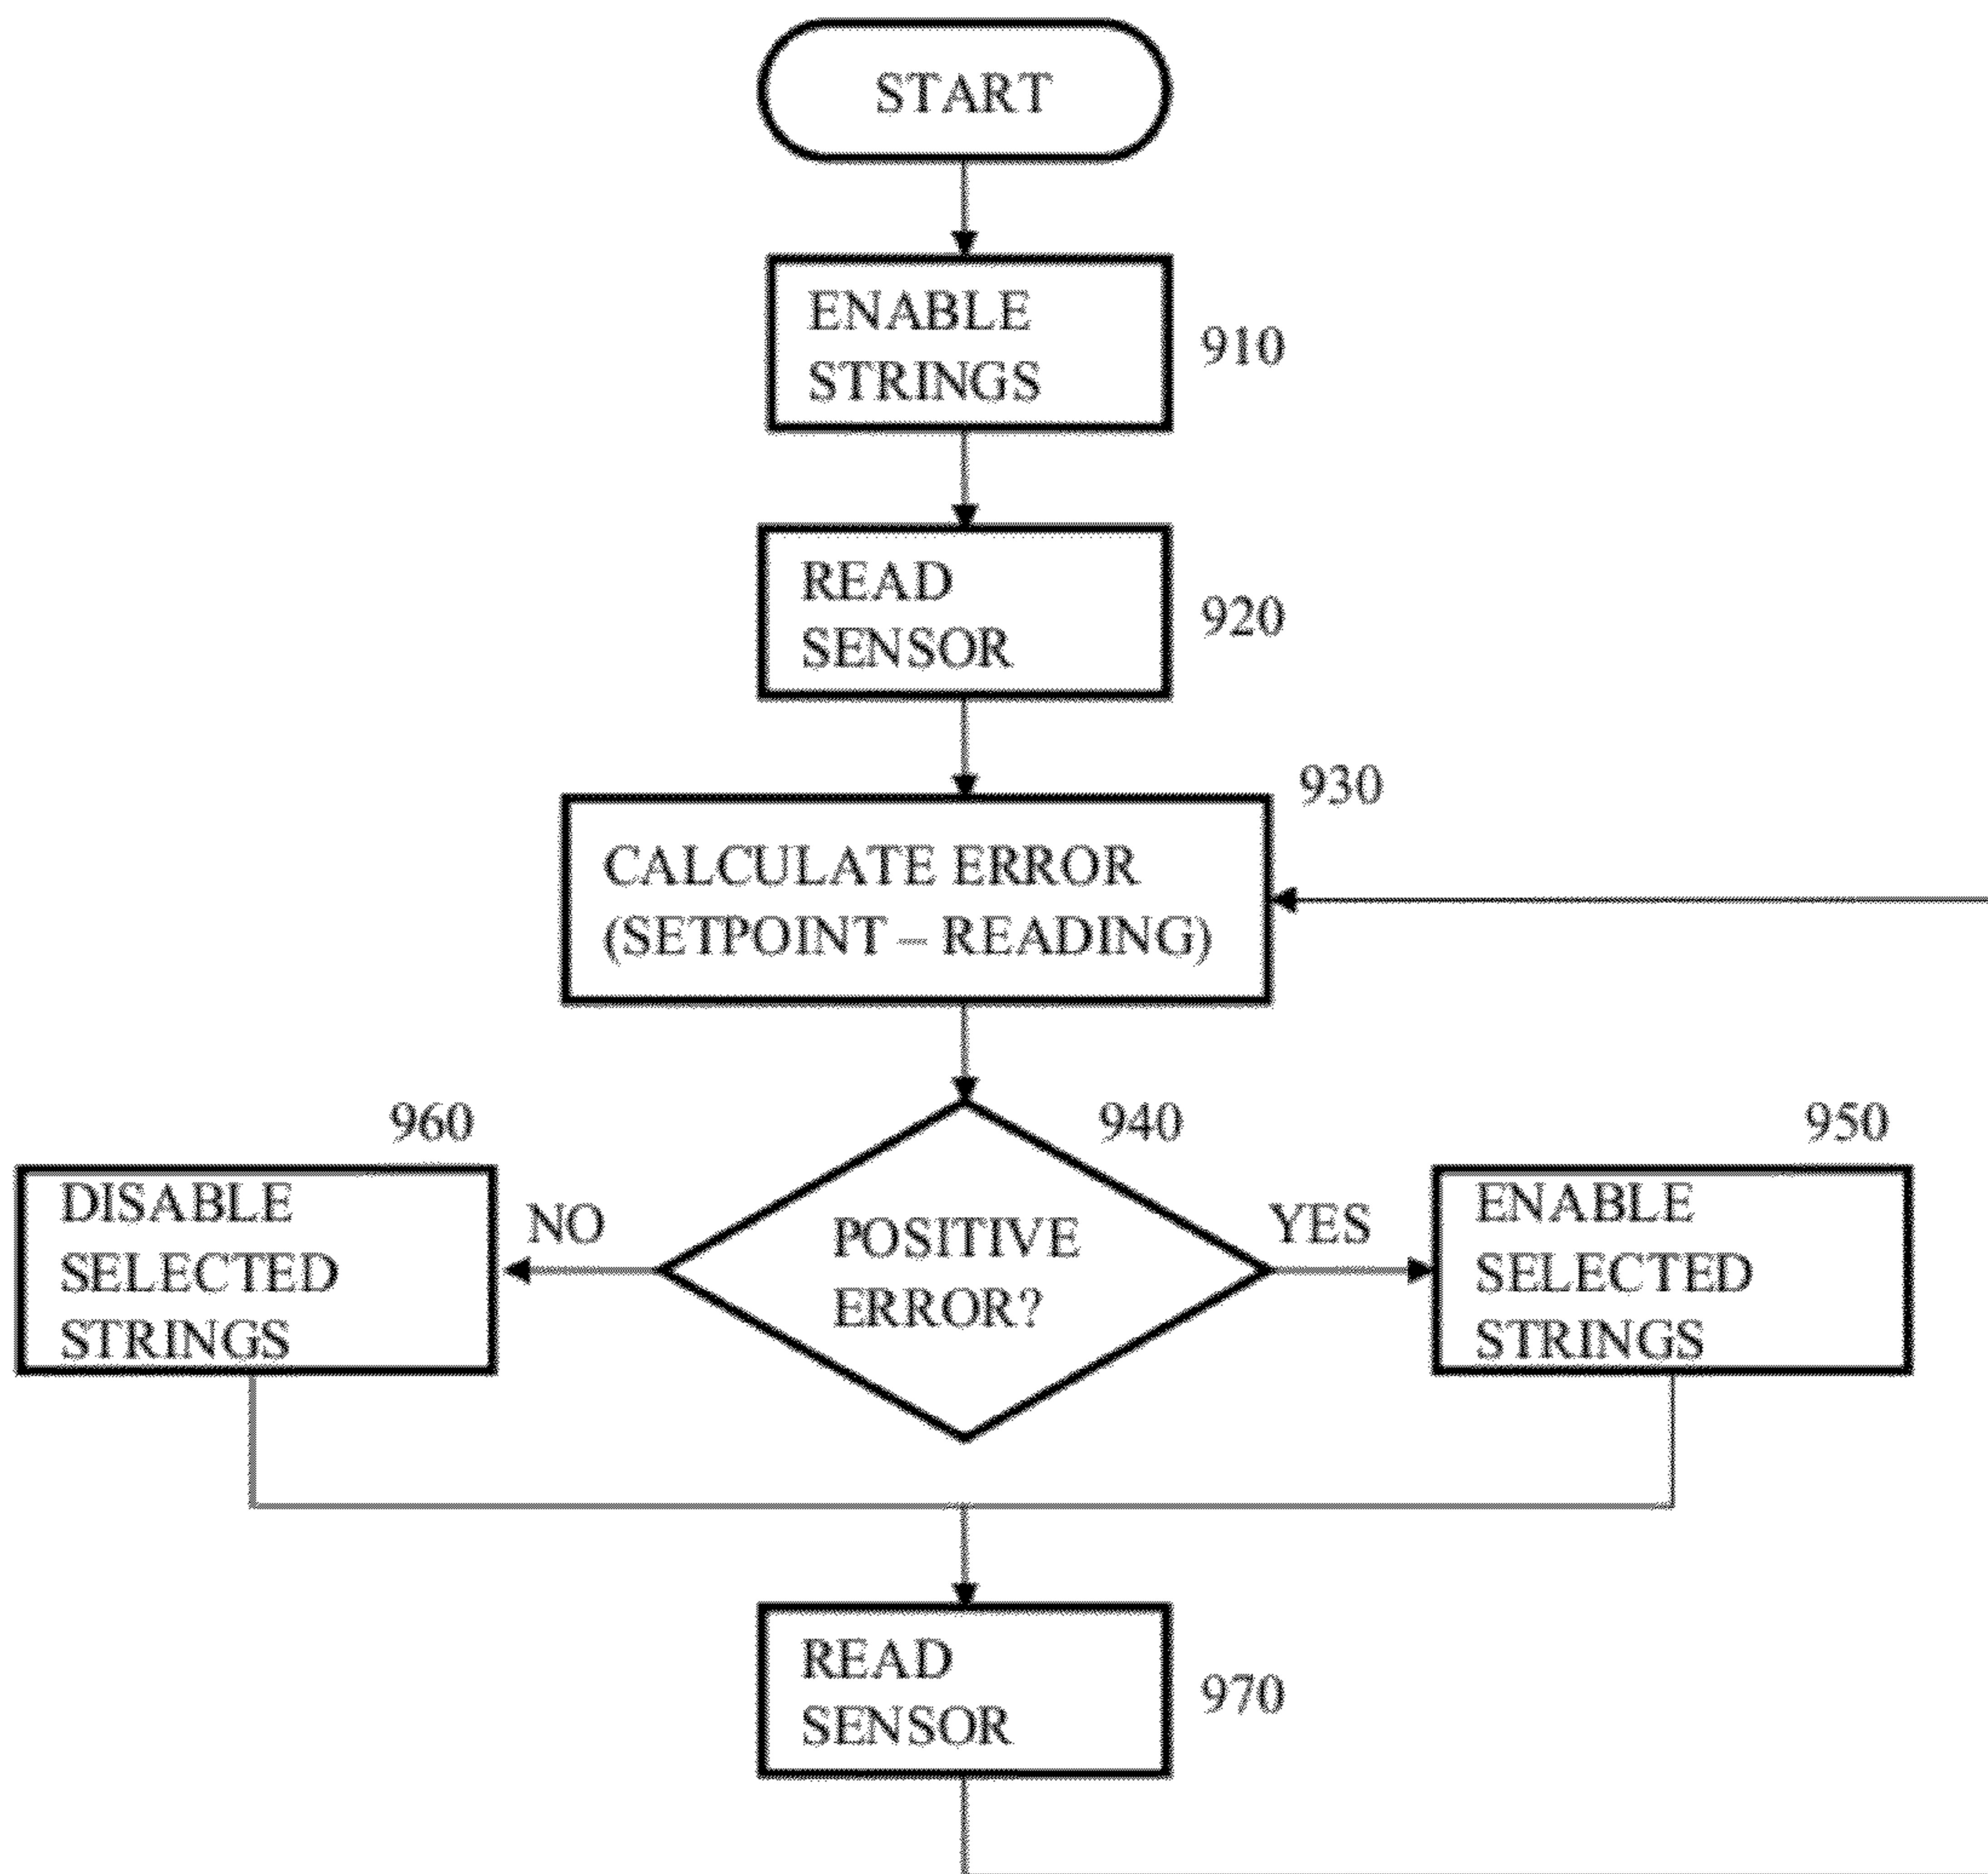 START
ENABLE
STRINGS
910
READ
SENSOR
920
930
CALCULATE ERROR
(SETPOINT – READING)
960
940
950
DISABLE
SELECTED
STRINGS
NO
POSITIVE
ERROR?
YES
ENABLE
SELECTED
STRINGS
READ
SENSOR
970